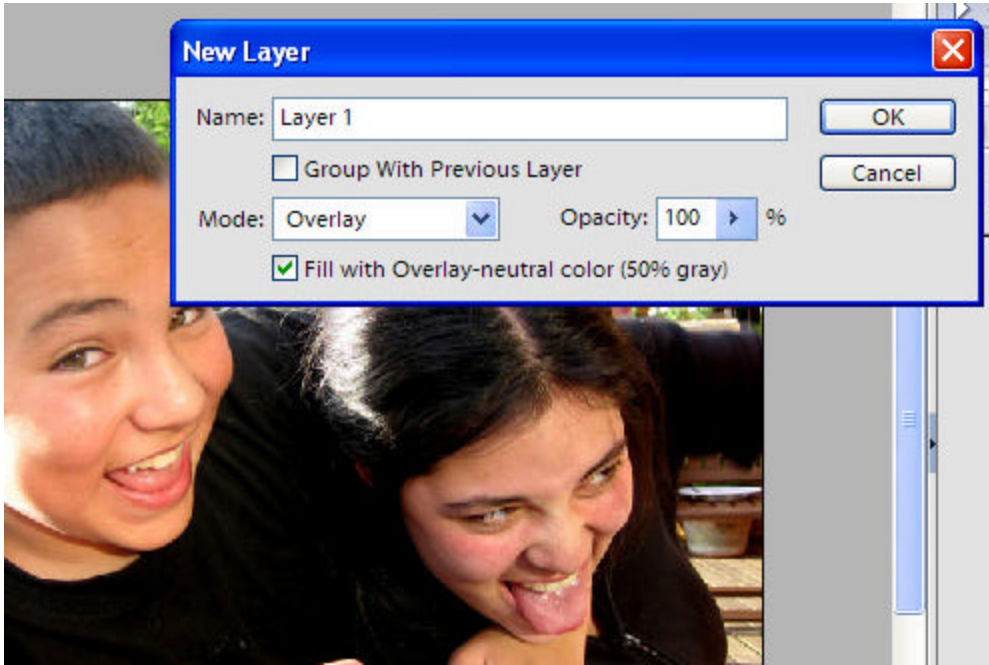 New Layer
Name: Layer 1 OK
Group With Previous Layer Cancel
Mode: Overlay Opacity: 100 %
Fill with Overlay-neutral color (50% gray)